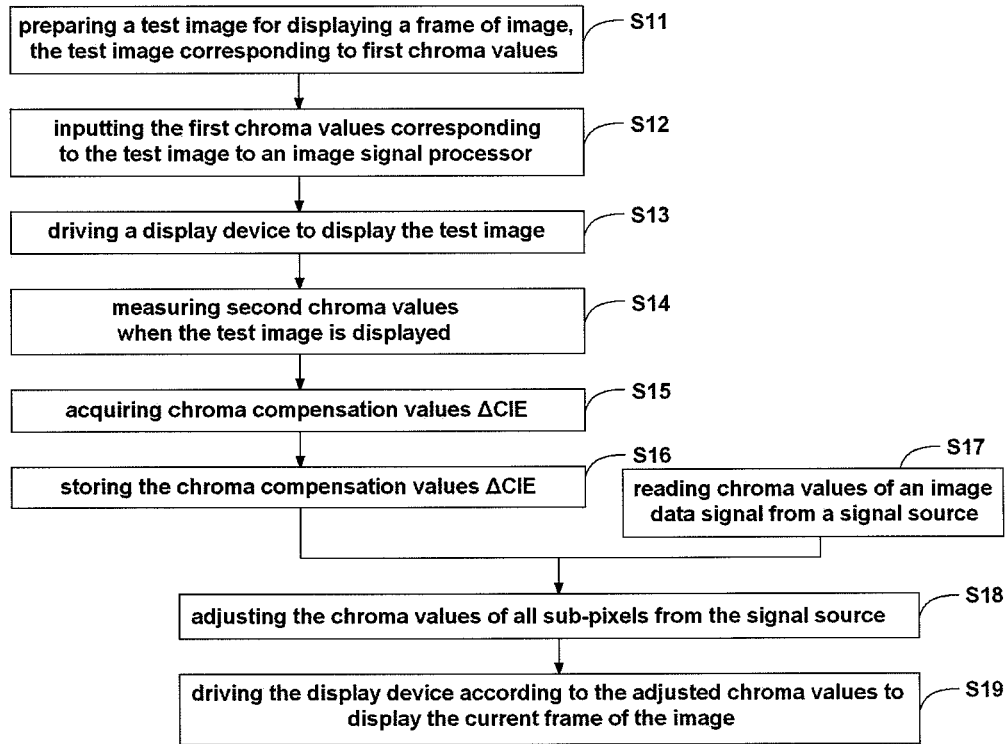 preparing a test image for displaying a frame of image,
the test image corresponding to first chroma values
S11
inputting the first chroma values corresponding
to the test image to an image signal processor
S12
driving a display device to display the test image
S13
measuring second chroma values
when the test image is displayed
S14
acquiring chroma compensation values ΔCIE
S15
storing the chroma compensation values ΔCIE
S16
reading chroma values of an image
data signal from a signal source
S17
adjusting the chroma values of all sub-pixels from the signal source
S18
driving the display device according to the adjusted chroma values to
display the current frame of the image
S19